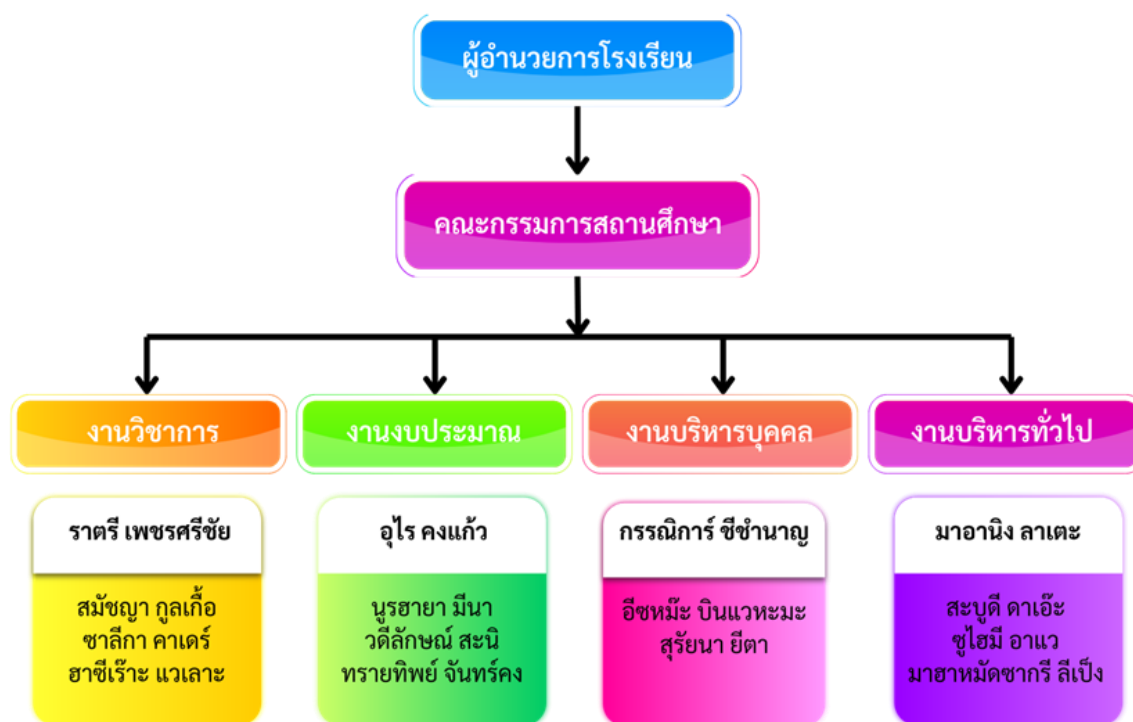 ผู้อำนวยการโรงเรียน
คณะกรรมการสถานศึกษา
งานวิชาการ
งานงบประมาณ
งานบริหารบุคคล
งานบริหารทั่วไป
ราตรี เพชรศรีชัย
สมัชญา กูลเกื้อ
ซาลีกา คาเดร์
ฮาซีเร๊าะ แวเลาะ
อุไร คงแก้ว
นูรฮายา มีนา
วดีลักษณ์ สะนิ
ทรายทิพย์ จันทร์คง
กรรณิการ์ ชีชำนาญ
อีซหม๊ะ บินแวหะมะ
สุรัยนา ยีตา
มาอานิง ลาเตะ
สะบูดี ดาเอ๊ะ
ซูไฮมี อาแว
มาฮาหมัดซากรี ลีเป็ง